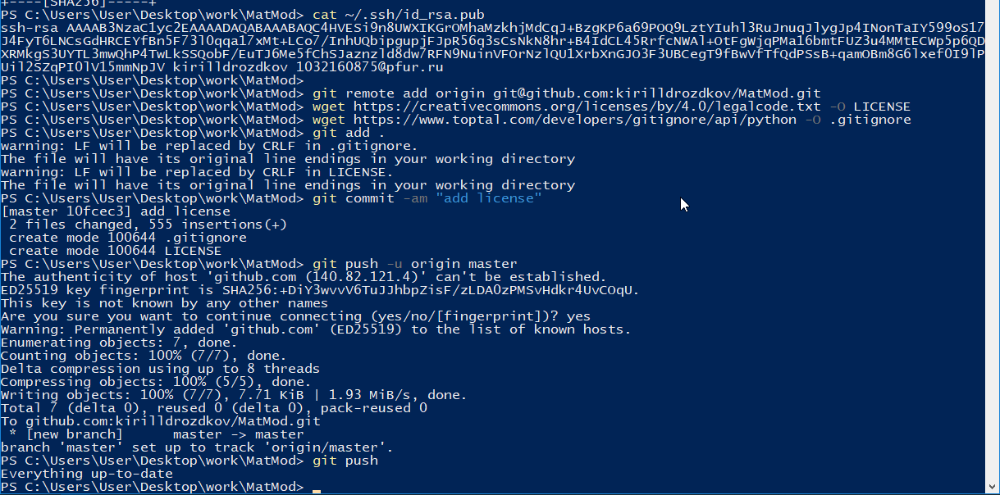 +----[SHA256]-----+
PS C:\Users\User\Desktop\work\MatMod> cat ~/.ssh/id_rsa.pub
ssh-rsa AAAAB3NzaC1yc2EAAAADAQABAAABAQC4HVESi9n8UWXIKGrOMhaMzkhjMdCqJ+BzgKP6a69POQ9LztYIuhl3RuJnuqJlygJp4INonTaIY599oS17
J4FyT6LNCsGdHRCEYfBn5F73l0qqa17xMt+LCo7/InhUQbipgupjFJpR56q3sCsNkN8hr+B4IdCL45RrfcNWAl+OtFgWjqPMa16bmtFUZ3u4MMtECWp5p6QD
XRMkgS3UYTL3mwQhP4TwLkSSQobF/EuTJ6Me5fChSJaznzld8dw7RFN9NuinVFOrNzlQU1XrbXnGJO3F3UBCegT9fBwVfTfQdPSsB+qamOBm8G6lxef0I9lP
Uil2SZqPI0lVl5mmNpJV kirilldrozdkov 1032160875@pfur.ru
PS C:\Users\User\Desktop\work\MatMod>
PS C:\Users\User\Desktop\work\MatMod> git remote add origin git@github.com:kirilldrozdkov/MatMod.git
PS C:\Users\User\Desktop\work\MatMod> wget https://creativecommons.org/licenses/by/4.0/legalcode.txt -O LICENSE
PS C:\Users\User\Desktop\work\MatMod> wget https://www.toptal.com/developers/gitignore/api/python -O .gitignore
PS C:\Users\User\Desktop\work\MatMod> git add .
warning: LF will be replaced by CRLF in .gitignore.
The file will have its original line endings in your working directory
warning: LF will be replaced by CRLF in LICENSE.
The file will have its original line endings in your working directory
PS C:\Users\User\Desktop\work\MatMod> git commit -am "add license"
[master 10fcec3] add license
 2 files changed, 555 insertions(+)
 create mode 100644 .gitignore
 create mode 100644 LICENSE
PS C:\Users\User\Desktop\work\MatMod> git push -u origin master
The authenticity of host 'github.com (140.82.121.4)' can't be established.
ED25519 key fingerprint is SHA256:+DiY3wvvV6TuJJhbpZisF/zLDA0zPMSvHdkr4UvCOqU.
This key is not known by any other names
Are you sure you want to continue connecting (yes/no/[fingerprint])? yes
Warning: Permanently added 'github.com' (ED25519) to the list of known hosts.
Enumerating objects: 7, done.
Counting objects: 100% (7/7), done.
Delta compression using up to 8 threads
Compressing objects: 100% (5/5), done.
Writing objects: 100% (7/7), 7.71 KiB | 1.93 MiB/s, done.
Total 7 (delta 0), reused 0 (delta 0), pack-reused 0
To github.com:kirilldrozdkov/MatMod.git
 * [new branch]      master -> master
branch 'master' set up to track 'origin/master'.
PS C:\Users\User\Desktop\work\MatMod> git push
Everything up-to-date
PS C:\Users\User\Desktop\work\MatMod>